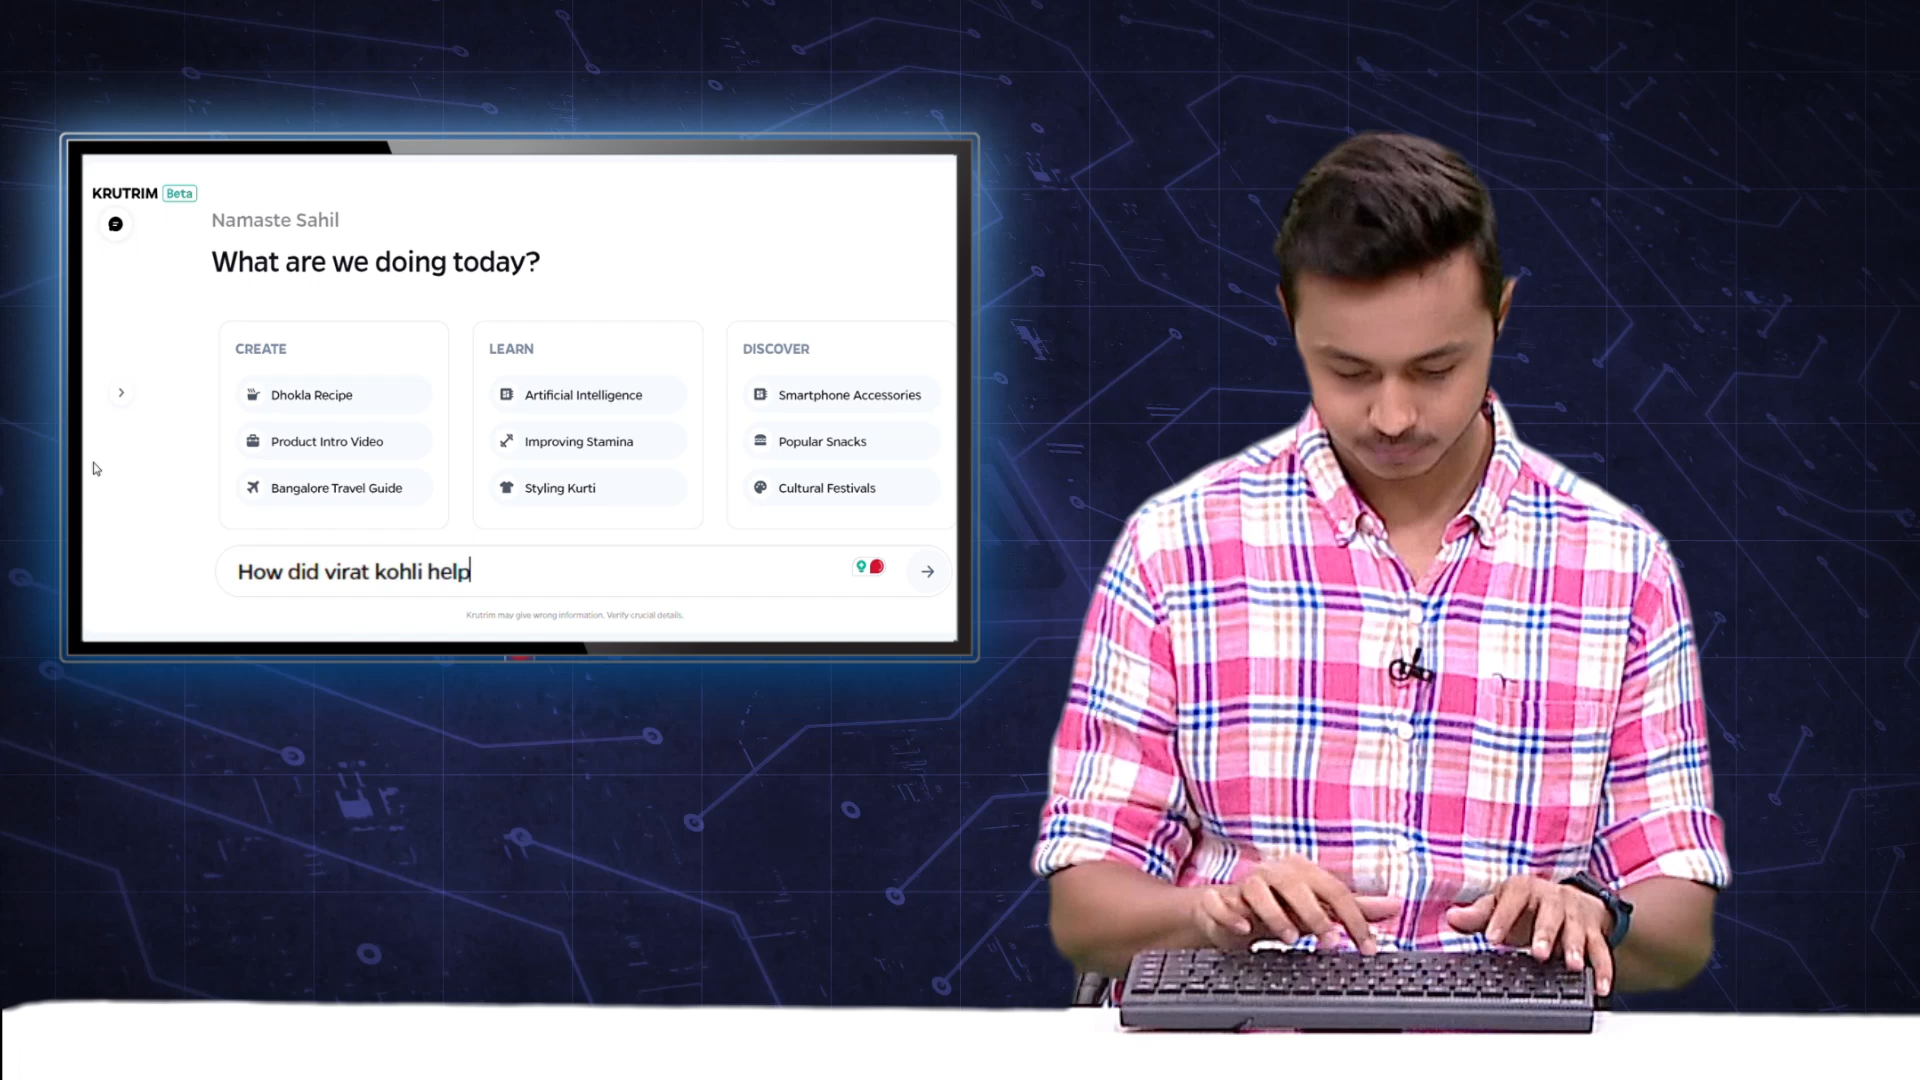 KRUTRIM Beta
Namaste Sahil
What are we doing today?
CREATE
Dhokla Recipe
Product Intro Video
Bangalore Travel Guide
LEARN
Artificial Intelligence
Improving Stamina
Styling Kurti
DISCOVER
Smartphone Accessories
Popular Snacks
Cultural Festivals
How did virat kohli help
Krutrim may give wrong information. Verify crucial details.